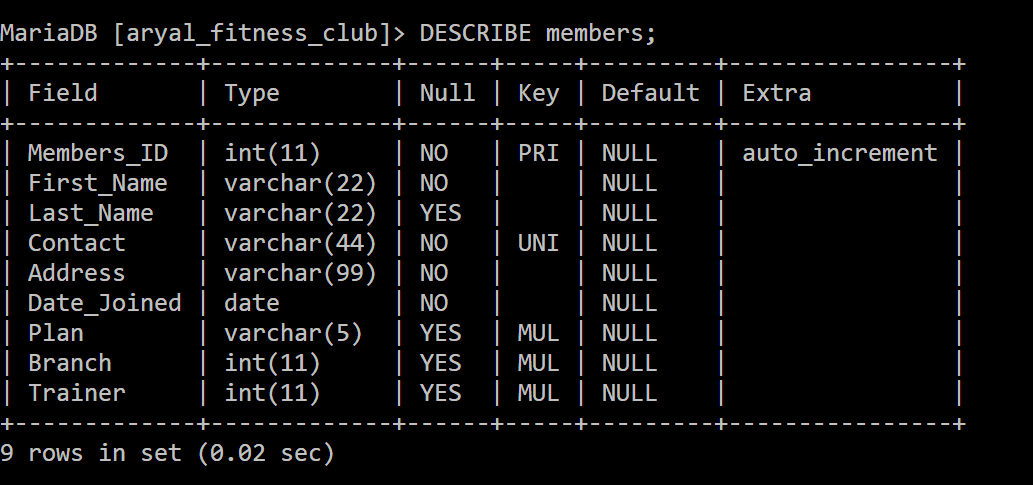 MariaDB [aryal_fitness_club]> DESCRIBE members;
+-------------+-------------+------+-----+---------+----------------+
| Field       | Type        | Null | Key | Default | Extra          |
+-------------+-------------+------+-----+---------+----------------+
| Members_ID  | int(11)     | NO   | PRI | NULL    | auto_increment |
| First_Name  | varchar(22) | NO   |     | NULL    |                |
| Last_Name   | varchar(22) | YES  |     | NULL    |                |
| Contact     | varchar(44) | NO   | UNI | NULL    |                |
| Address     | varchar(99) | NO   |     | NULL    |                |
| Date_Joined | date        | NO   |     | NULL    |                |
| Plan        | varchar(5)  | YES  | MUL | NULL    |                |
| Branch      | int(11)     | YES  | MUL | NULL    |                |
| Trainer     | int(11)     | YES  | MUL | NULL    |                |
+-------------+-------------+------+-----+---------+----------------+
9 rows in set (0.02 sec)